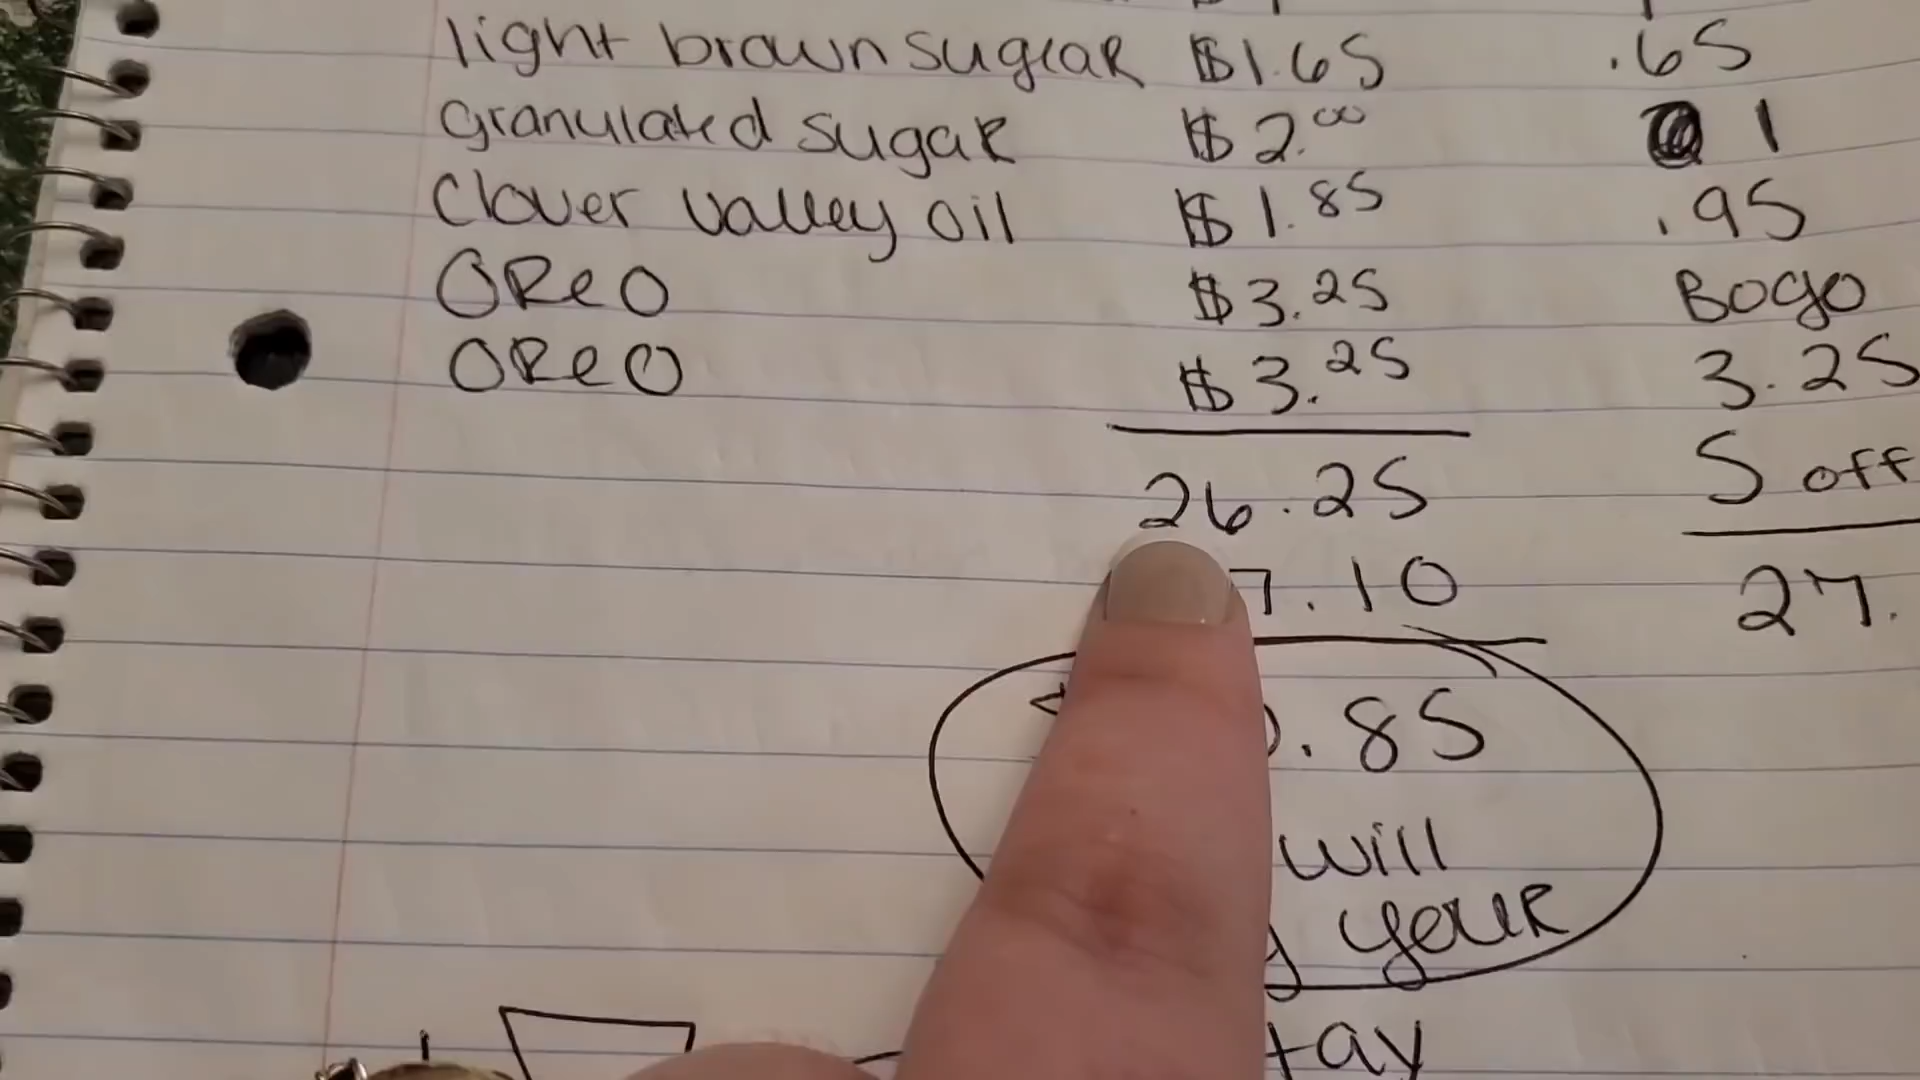 light brown sugar $1.65 .65
granulated sugar $2.00 1
Clover Valley oil $1.85 .95
OReO $3.25 Bogo
OReO $3.25 3.25
26.25 5 off
7.10 27.
.85
will
your
tay